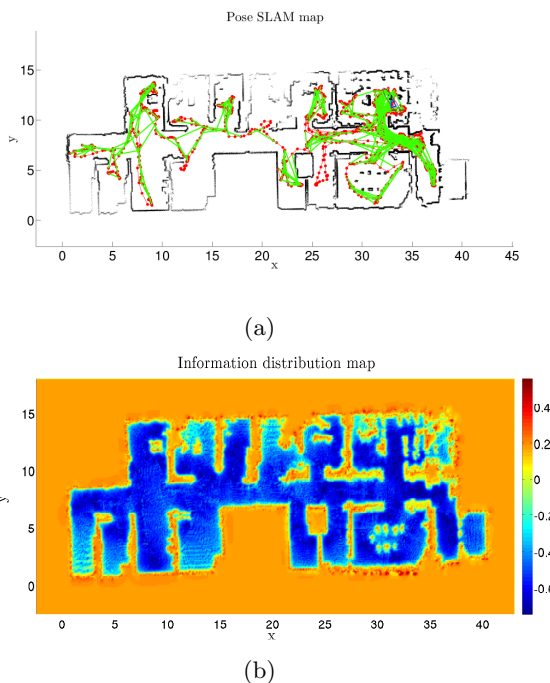 Pose SLAM map
15
10
5
0
y
0 5 10 15 20 25 30 35 40 45
x
(a)
Information distribution map
15
10
5
0
y
0 5 10 15 20 25 30 35 40
x
0.4
0.2
0
-0.2
-0.4
-0.6
(b)